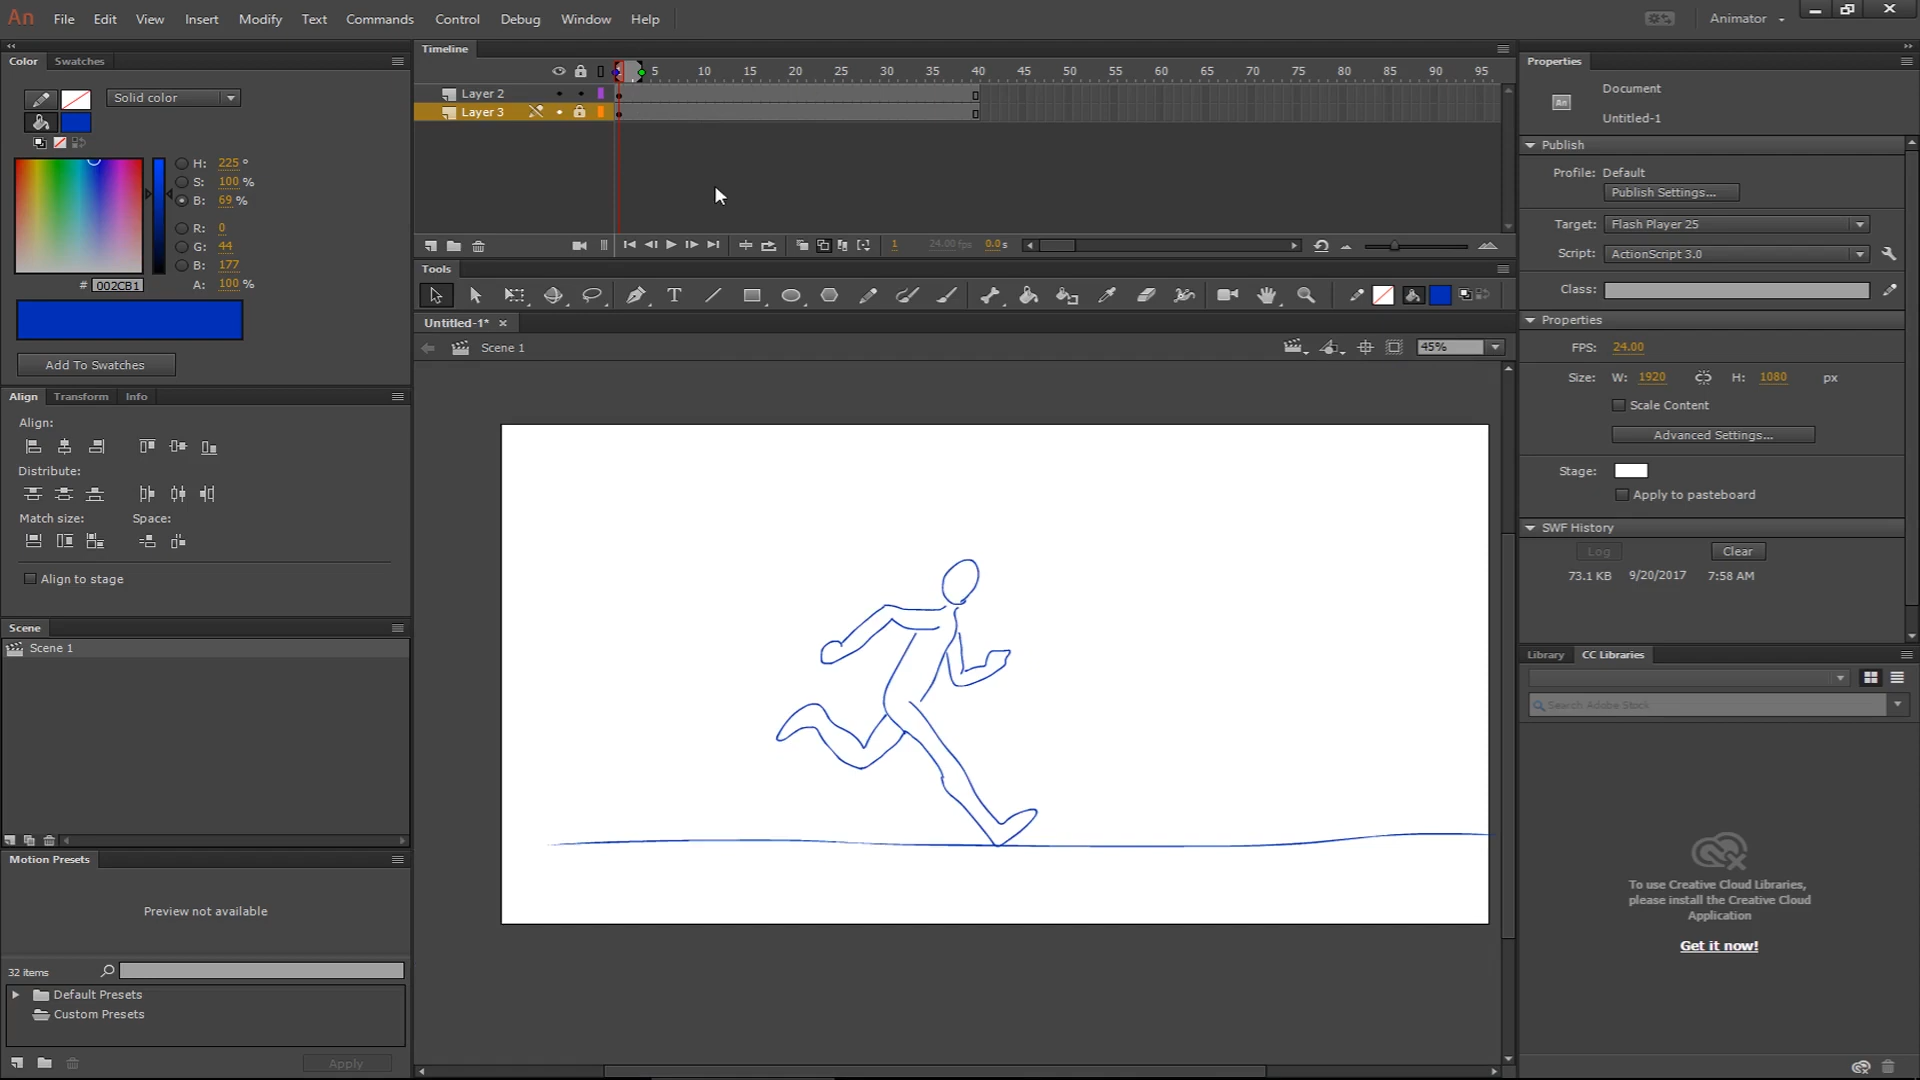 An File Edit View Insert Modify Text Commands Control Debug Window Help Animator
Color Swatches
Solid color
H: 225 °
S: 100 %
B: 69 %
R: 0
G: 44
B: 177
# 002CB1 A: 100 %
Add To Swatches
Align Transform Info
Align:
Distribute:
Match size: Space:
Align to stage
Scene
Scene 1
Motion Presets
Preview not available
32 items
Default Presets
Custom Presets
Apply
Timeline
5 10 15 20 25 30 35 40 45 50 55 60 65 70 75 80 85 90 95
Layer 2
Layer 3
1 24.00 fps 0.0 s
Tools
Untitled-1* ×
Scene 1 45%
Properties
An Document
Untitled-1
Publish
Profile: Default
Publish Settings...
Target: Flash Player 25
Script: ActionScript 3.0
Class:
Properties
FPS: 24.00
Size: W: 1920 H: 1080 px
Scale Content
Advanced Settings...
Stage:
Apply to pasteboard
SWF History
Log Clear
73.1 KB 9/20/2017 7:58 AM
Library CC Libraries
Search Adobe Stock
To use Creative Cloud Libraries,
please install the Creative Cloud
Application
Get it now!